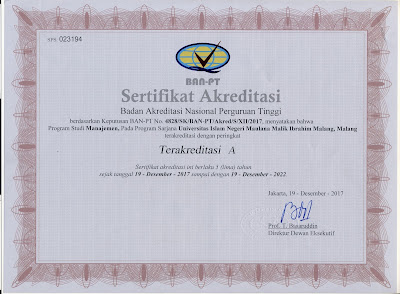 SPS 023194
BAN-PT
Sertifikat Akreditasi
Badan Akreditasi Nasional Perguruan Tinggi
berdasarkan Keputusan BAN-PT No. 4828/SK/BAN-PT/Akred/S/XII/2017, menyatakan bahwa
Program Studi Manajemen, Pada Program Sarjana Universitas Islam Negeri Maulana Malik Ibrahim Malang, Malang
terakreditasi dengan peringkat
Terakreditasi A
Sertifikat akreditasi ini berlaku 5 (lima) tahun
sejak tanggal 19 - Desember - 2017 sampai dengan 19 - Desember - 2022
Jakarta, 19 - Desember - 2017
Prof. T. Basaruddin
Direktur Dewan Eksekutif